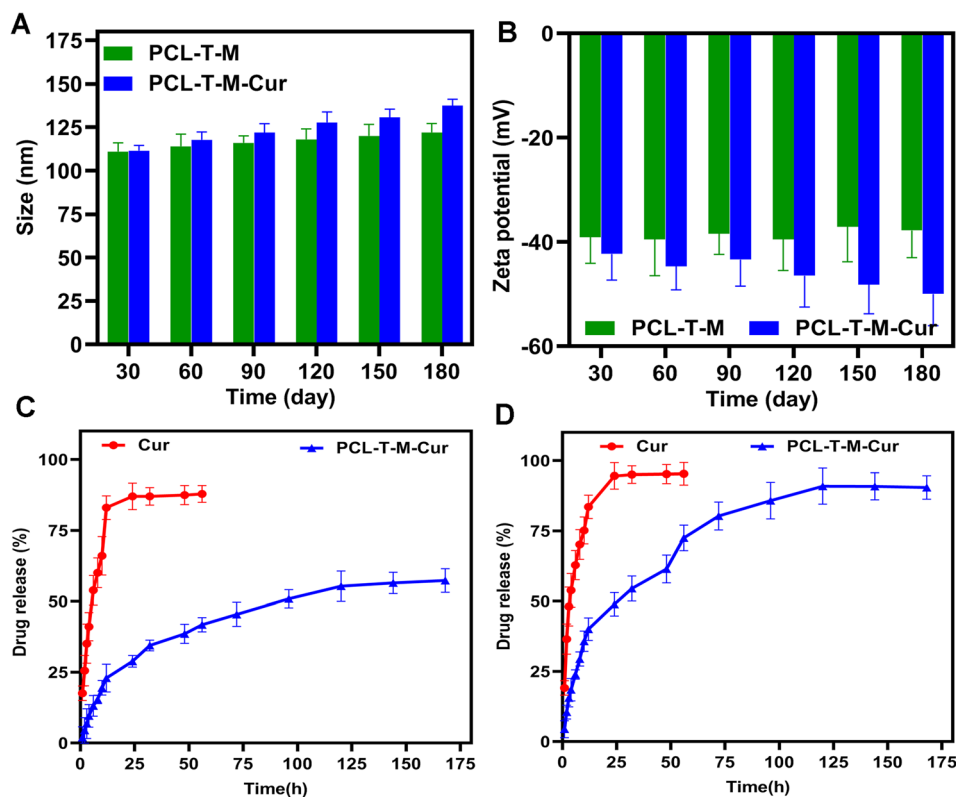 A
Size (nm)
175
150
125
100
75
50
25
0
PCL-T-M
PCL-T-M-Cur
30 60 90 120 150 180
Time (day)
B
Zeta potential (mV)
0
-20
-40
-60
PCL-T-M PCL-T-M-Cur
30 60 90 120 150 180
Time (day)
C
Cur PCL-T-M-Cur
Drug release (%)
100
75
50
25
0
0 25 50 75 100 125 150 175
Time(h)
D
Cur PCL-T-M-Cur
Drug release (%)
100
75
50
25
0
0 25 50 75 100 125 150 175
Time(h)